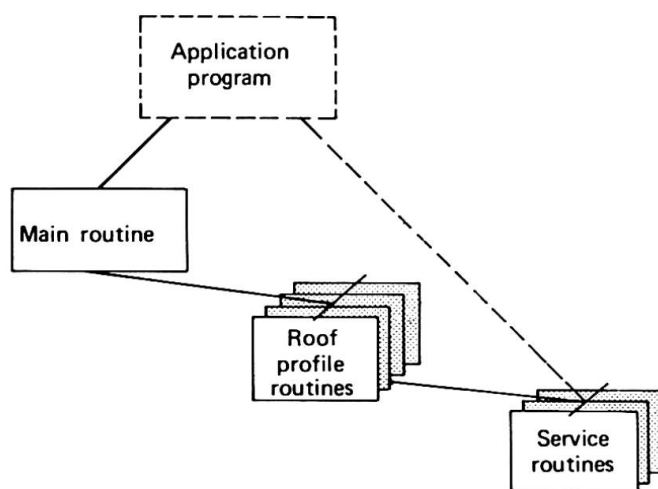 Application
program
Main routine
Roof
profile
routines
Service
routines